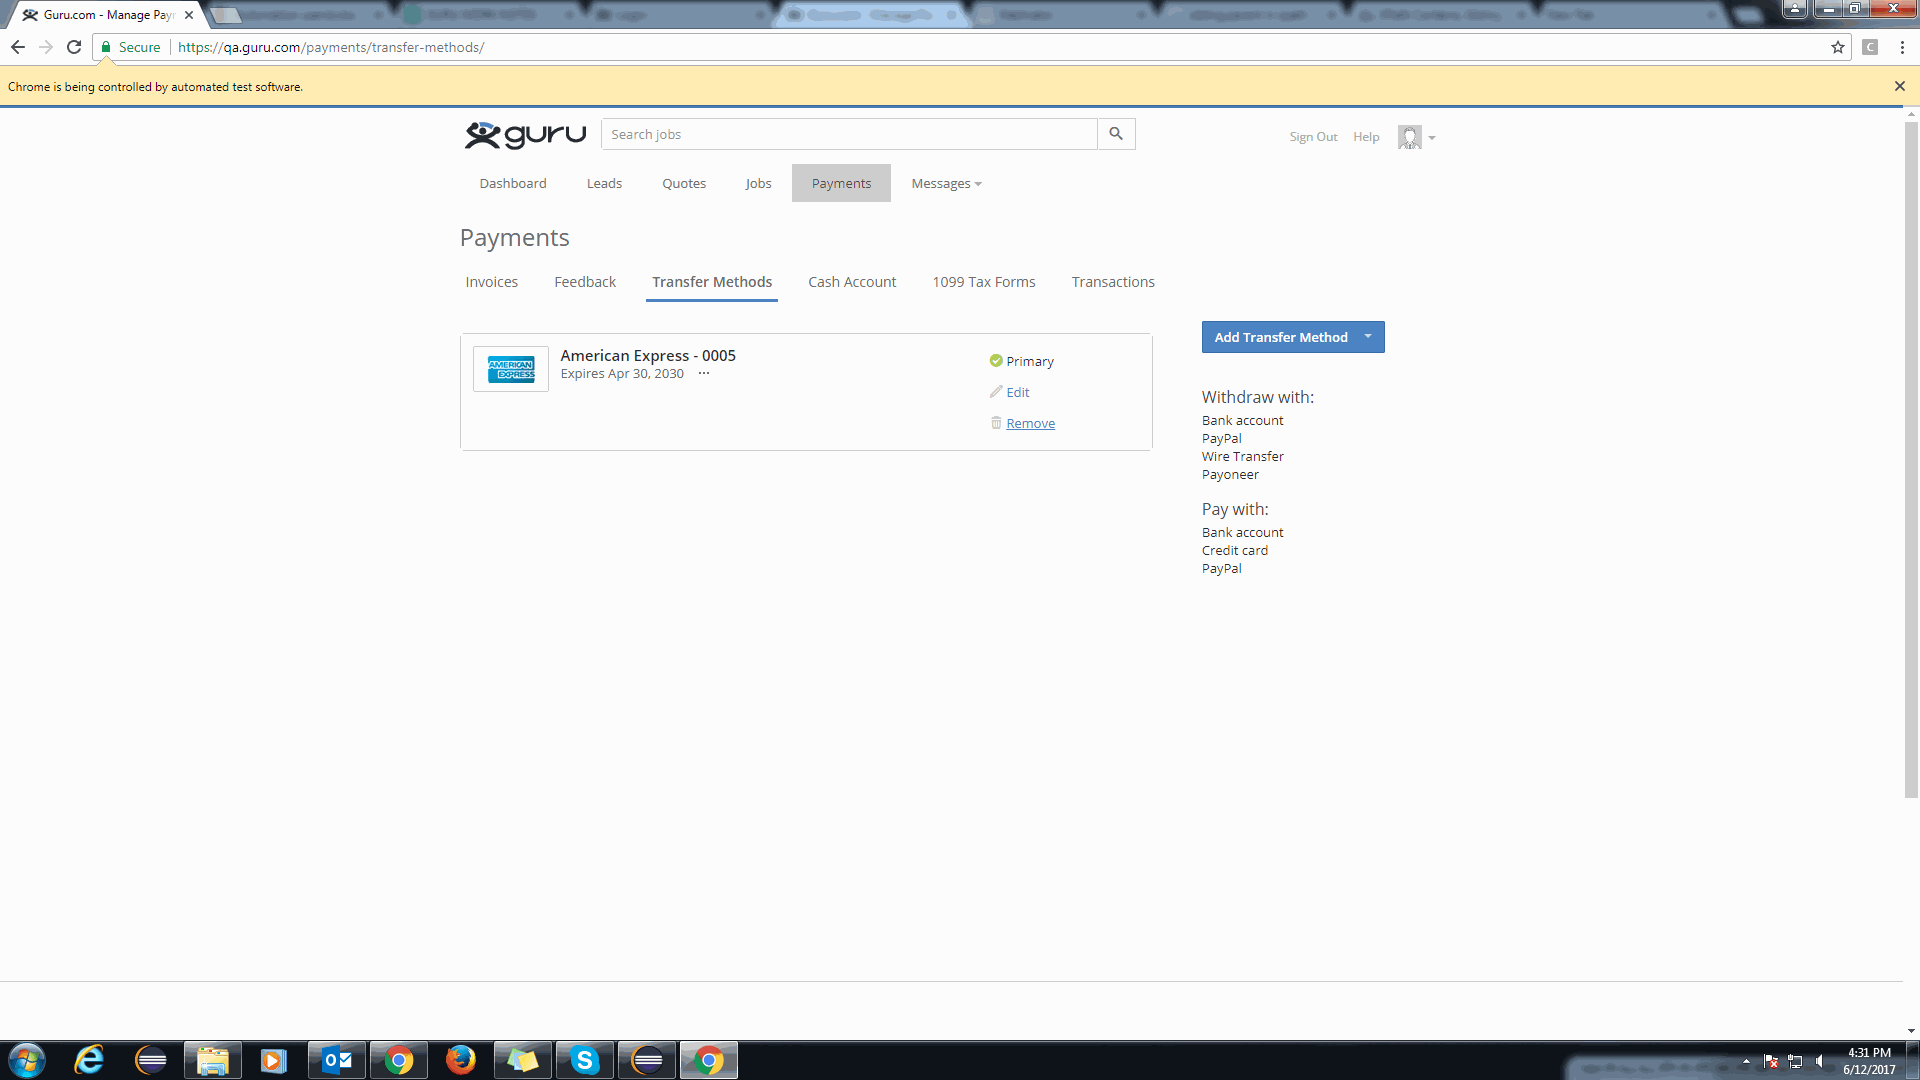 Guru.com - Manage Pay
Secure
https://qa.guru.com/payments/transfer-methods/
C
Chrome is being controlled by automated test software.
guru
Search jobs
Sign Out
Help
Dashboard
Leads
Quotes
Jobs
Payments
Messages
Payments
Invoices
Feedback
Transfer Methods
Cash Account
1099 Tax Forms
Transactions
AMERICAN
EXPRESS
American Express - 0005
Expires Apr 30, 2030 ...
Primary
Edit
Remove
Add Transfer Method
Withdraw with:
Bank account
PayPal
Wire Transfer
Payoneer
Pay with:
Bank account
Credit card
PayPal
4:31 PM
6/12/2017